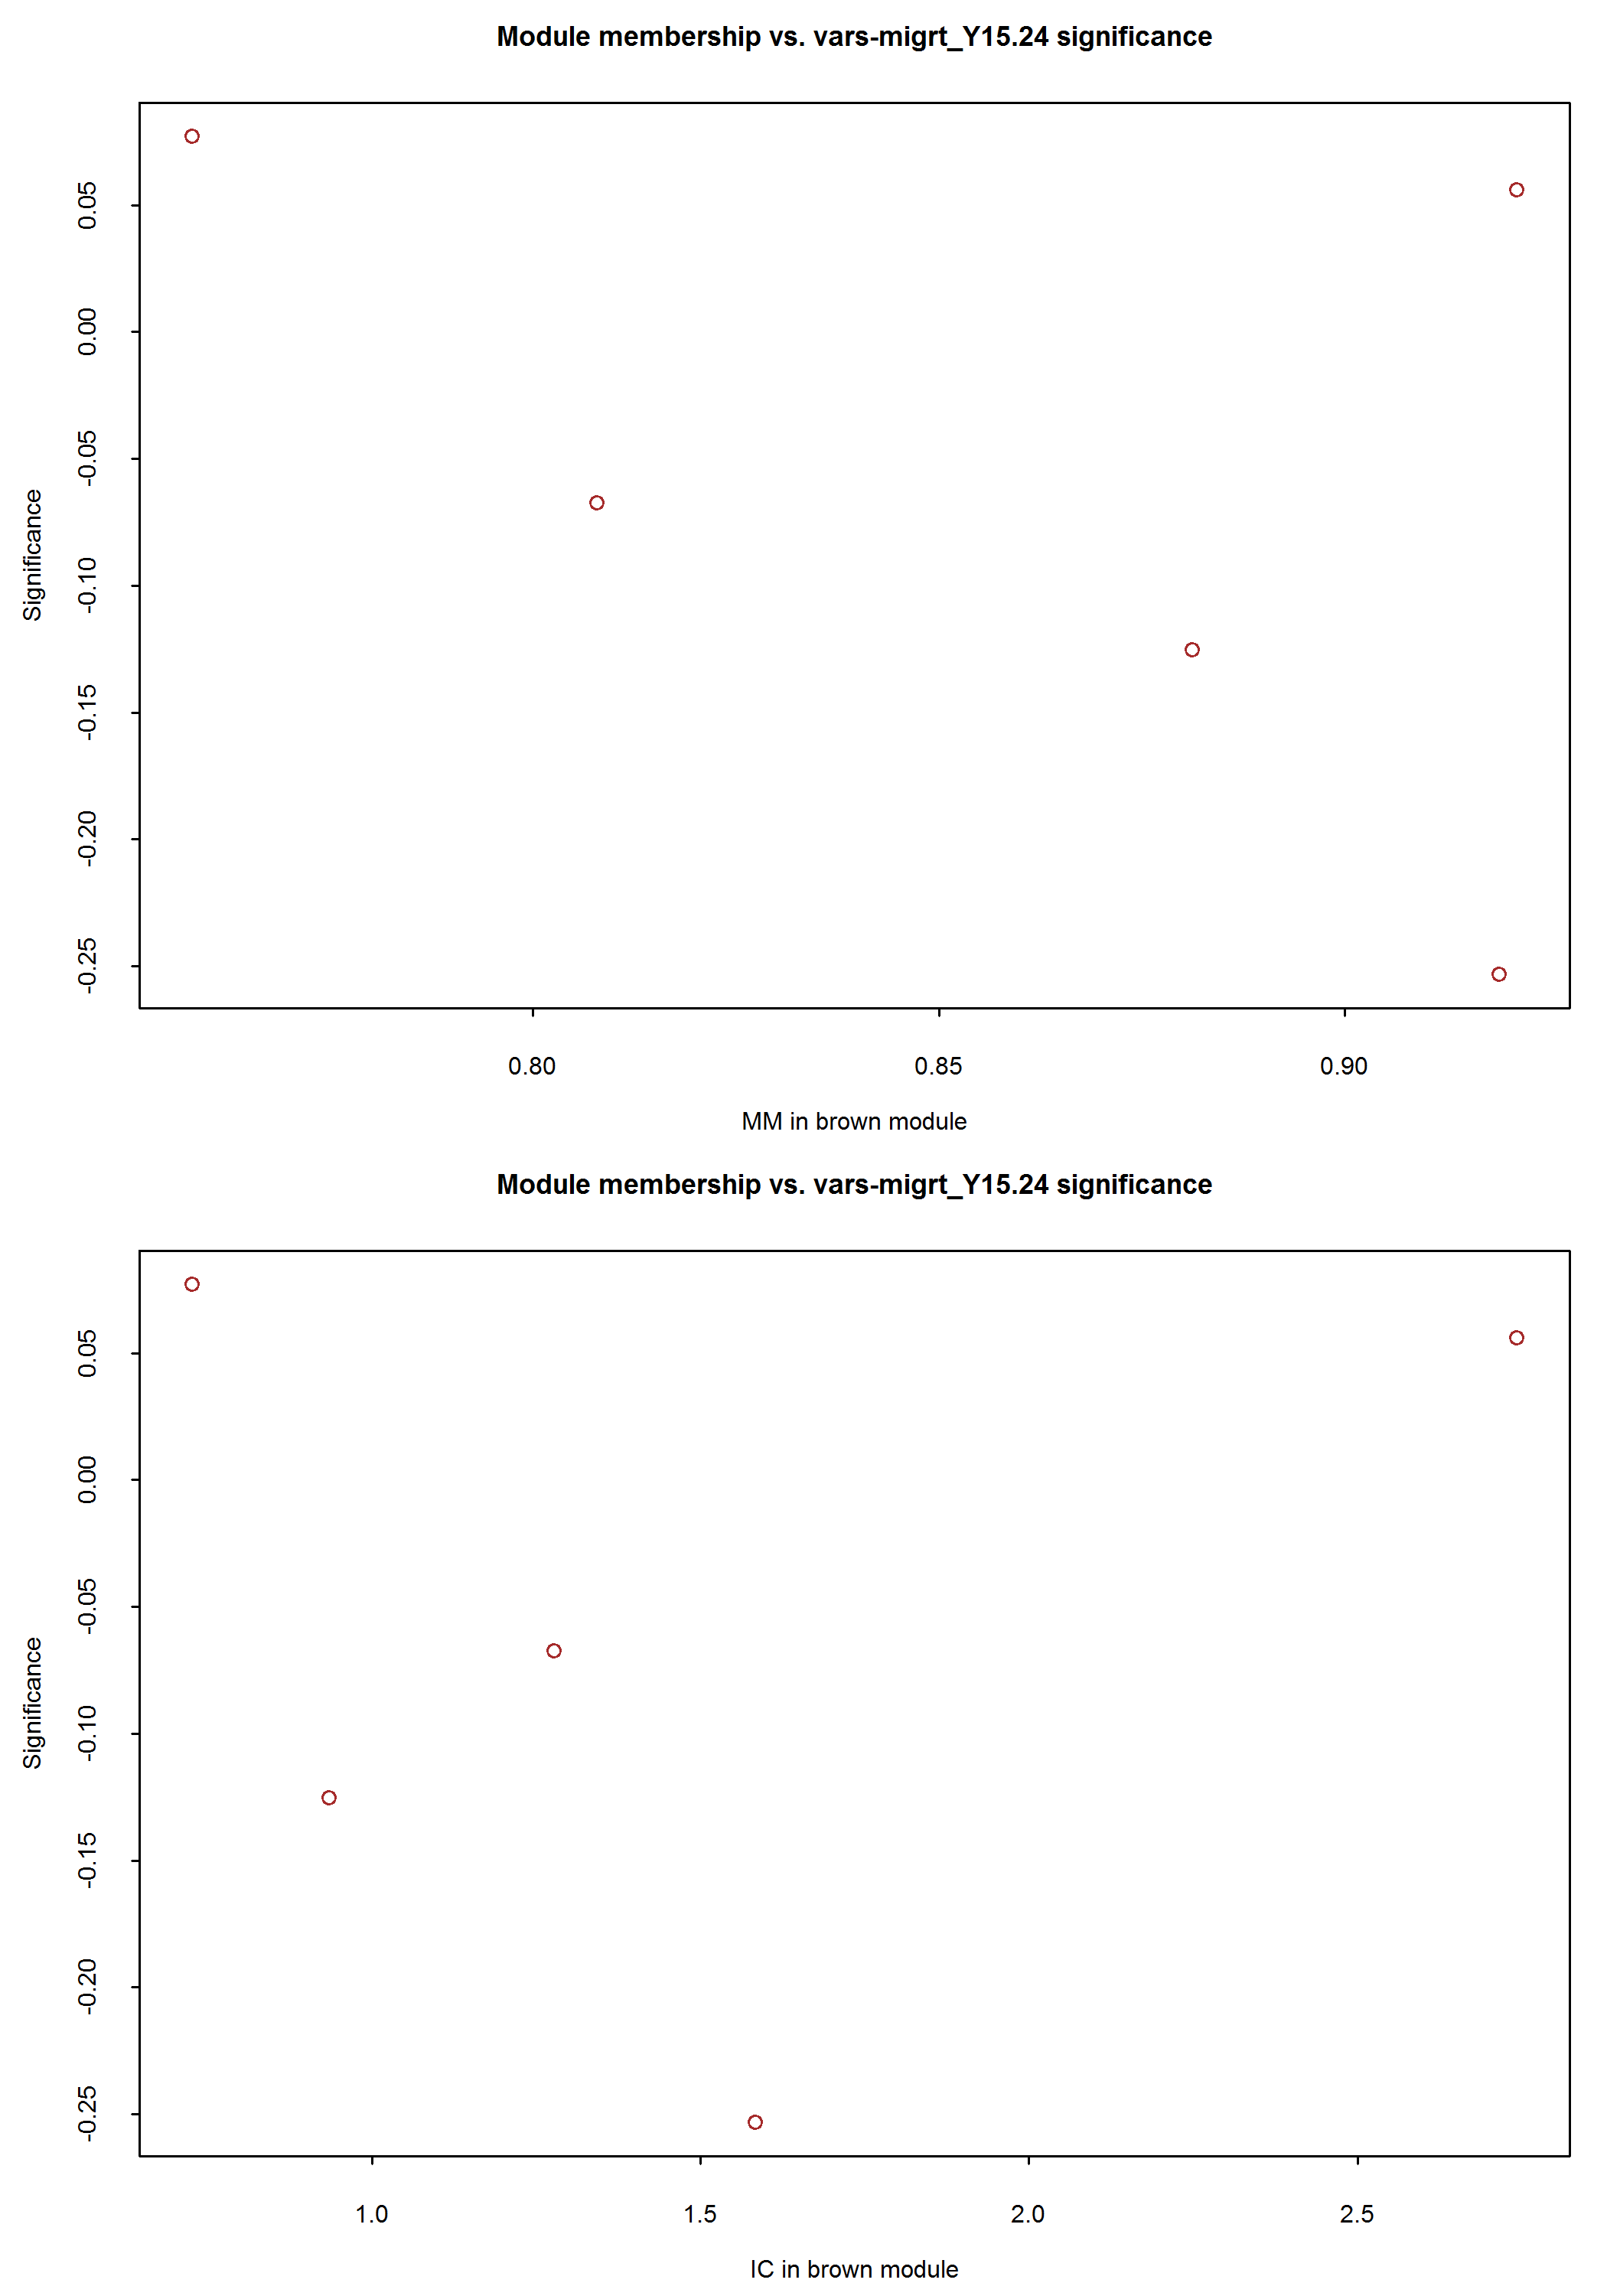 Module membership vs. vars-migrt_Y15.24 significance
0.05
0.00
-0.05
-0.10
-0.15
-0.20
-0.25
Significance
0.80 0.85 0.90
MM in brown module
Module membership vs. vars-migrt_Y15.24 significance
0.05
0.00
-0.05
-0.10
-0.15
-0.20
-0.25
Significance
1.0 1.5 2.0 2.5
IC in brown module